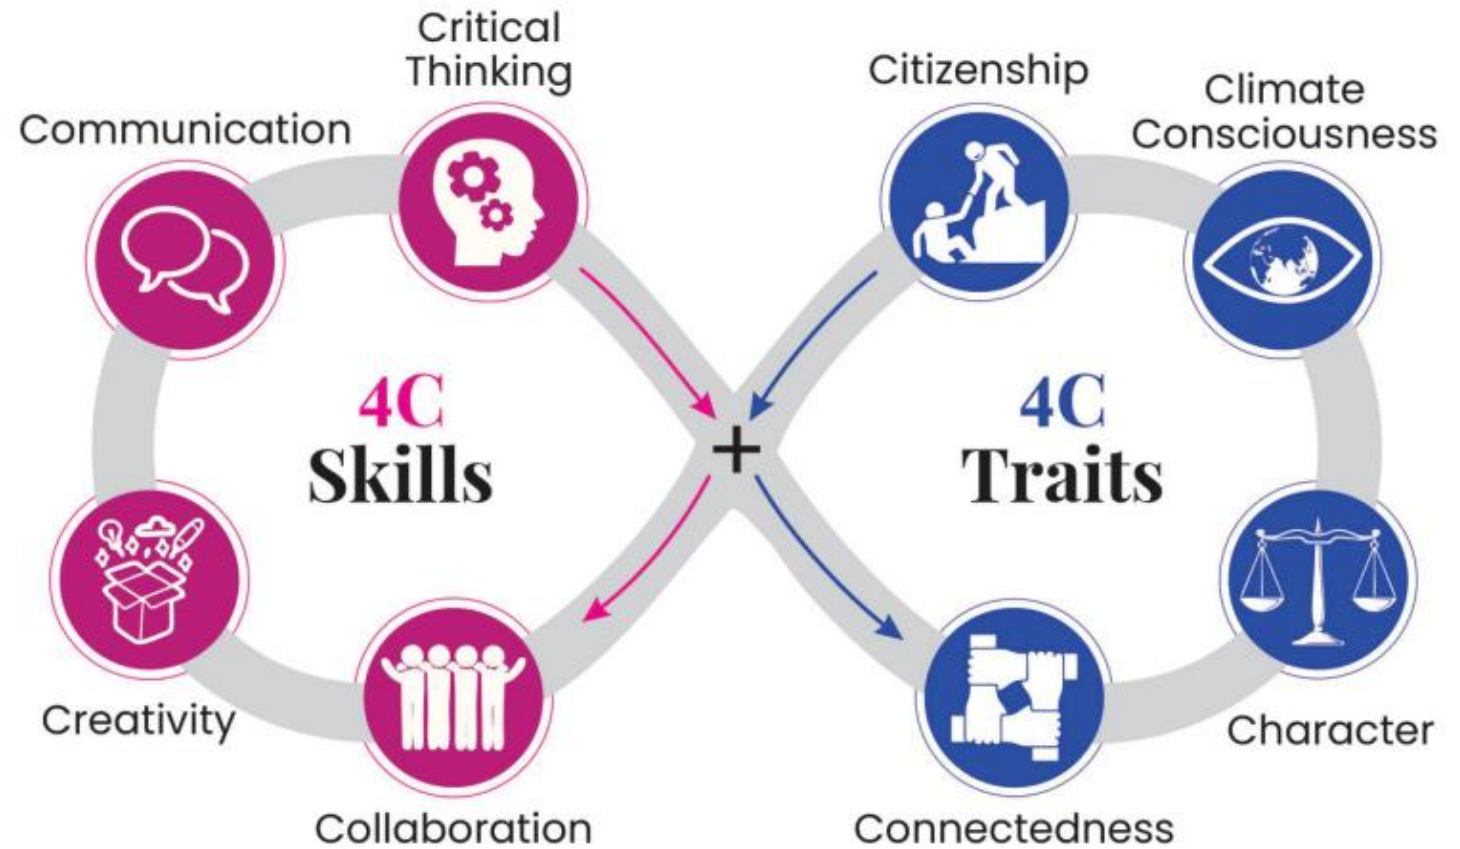 Critical
Thinking
Communication
4C
Skills
Creativity
Collaboration
+
Citizenship
Climate
Consciousness
4C
Traits
Character
Connectedness